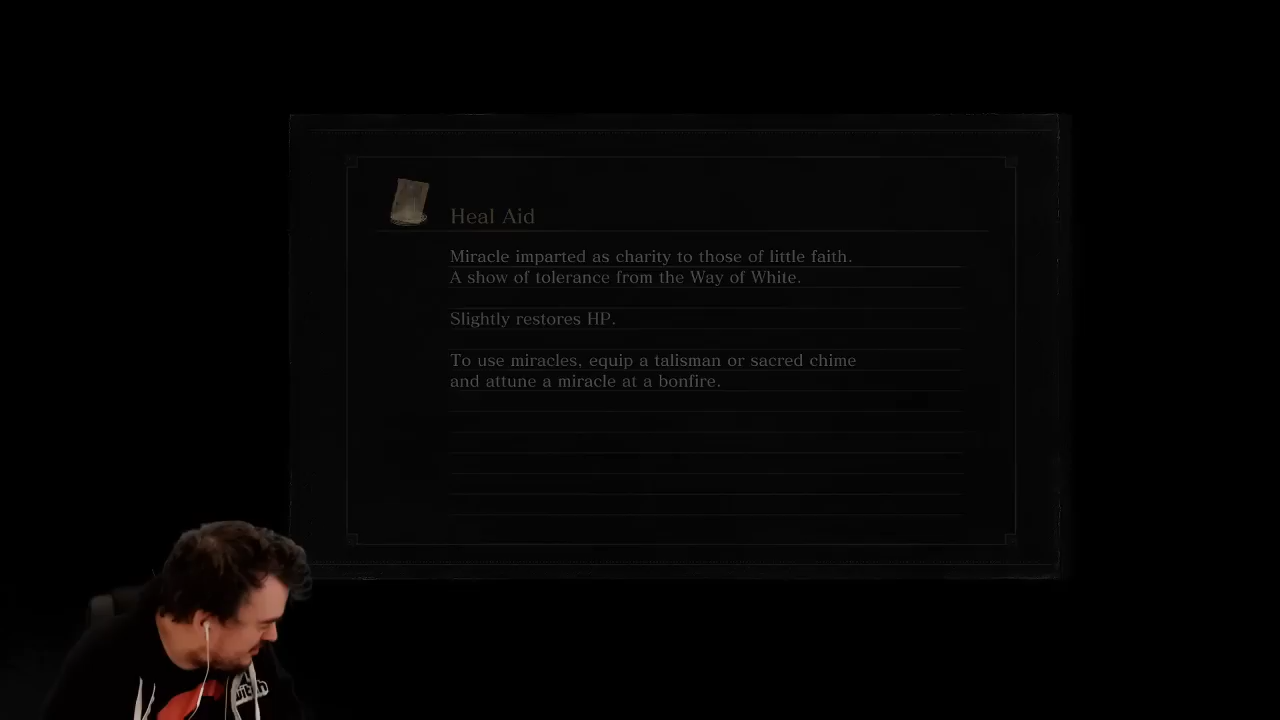 Heal Aid
Miracle imparted as charity to those of little faith.
A show of tolerance from the Way of White.
Slightly restores HP.
To use miracles, equip a talisman or sacred chime
and attune a miracle at a bonfire.